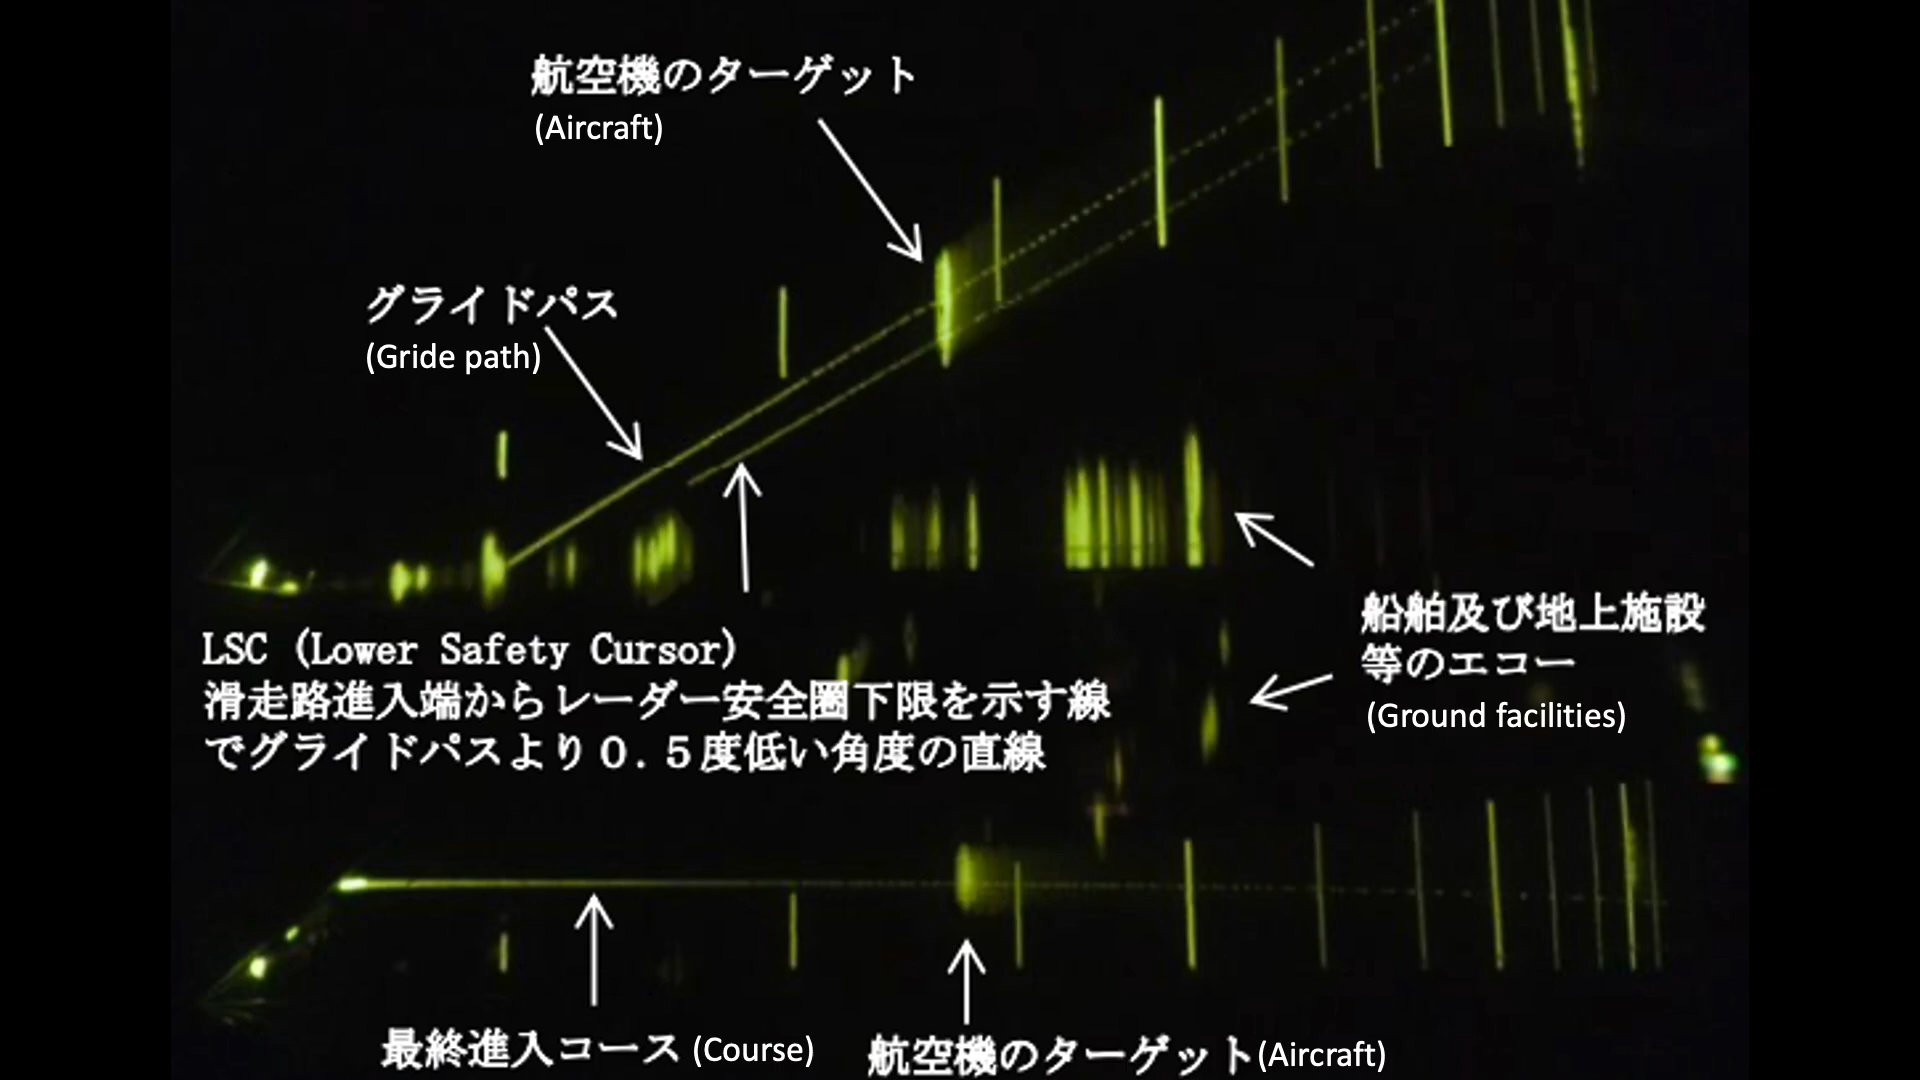 航空機のターゲット
(Aircraft)
グライドパス
(Gride path)
LSC (Lower Safety Cursor)
滑走路進入端からレーダー安全圏下限を示す線
でグライドパスより０.５度低い角度の直線
船舶及び地上施設
等のエコー
(Ground facilities)
最終進入コース (Course)
航空機のターゲット(Aircraft)